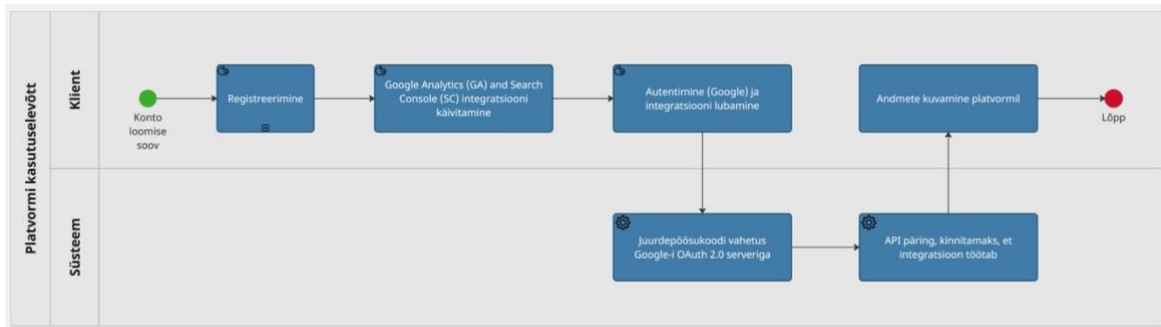 Platvormi kasutuselevõtt
Klient
Konto
loomise
soov
Registreerimine
Google Analytics (GA) and Search
Console (SC) integratsiooni
käivitamine
Autentimine (Google) ja
integratsiooni lubamine
Andmete kuvamine platvormil
Lõpp
Süsteem
Juurdepöösukoodi vahetus
Google-i OAuth 2.0 serveriga
API päring, kinnitamaks, et
integratsioon töötab